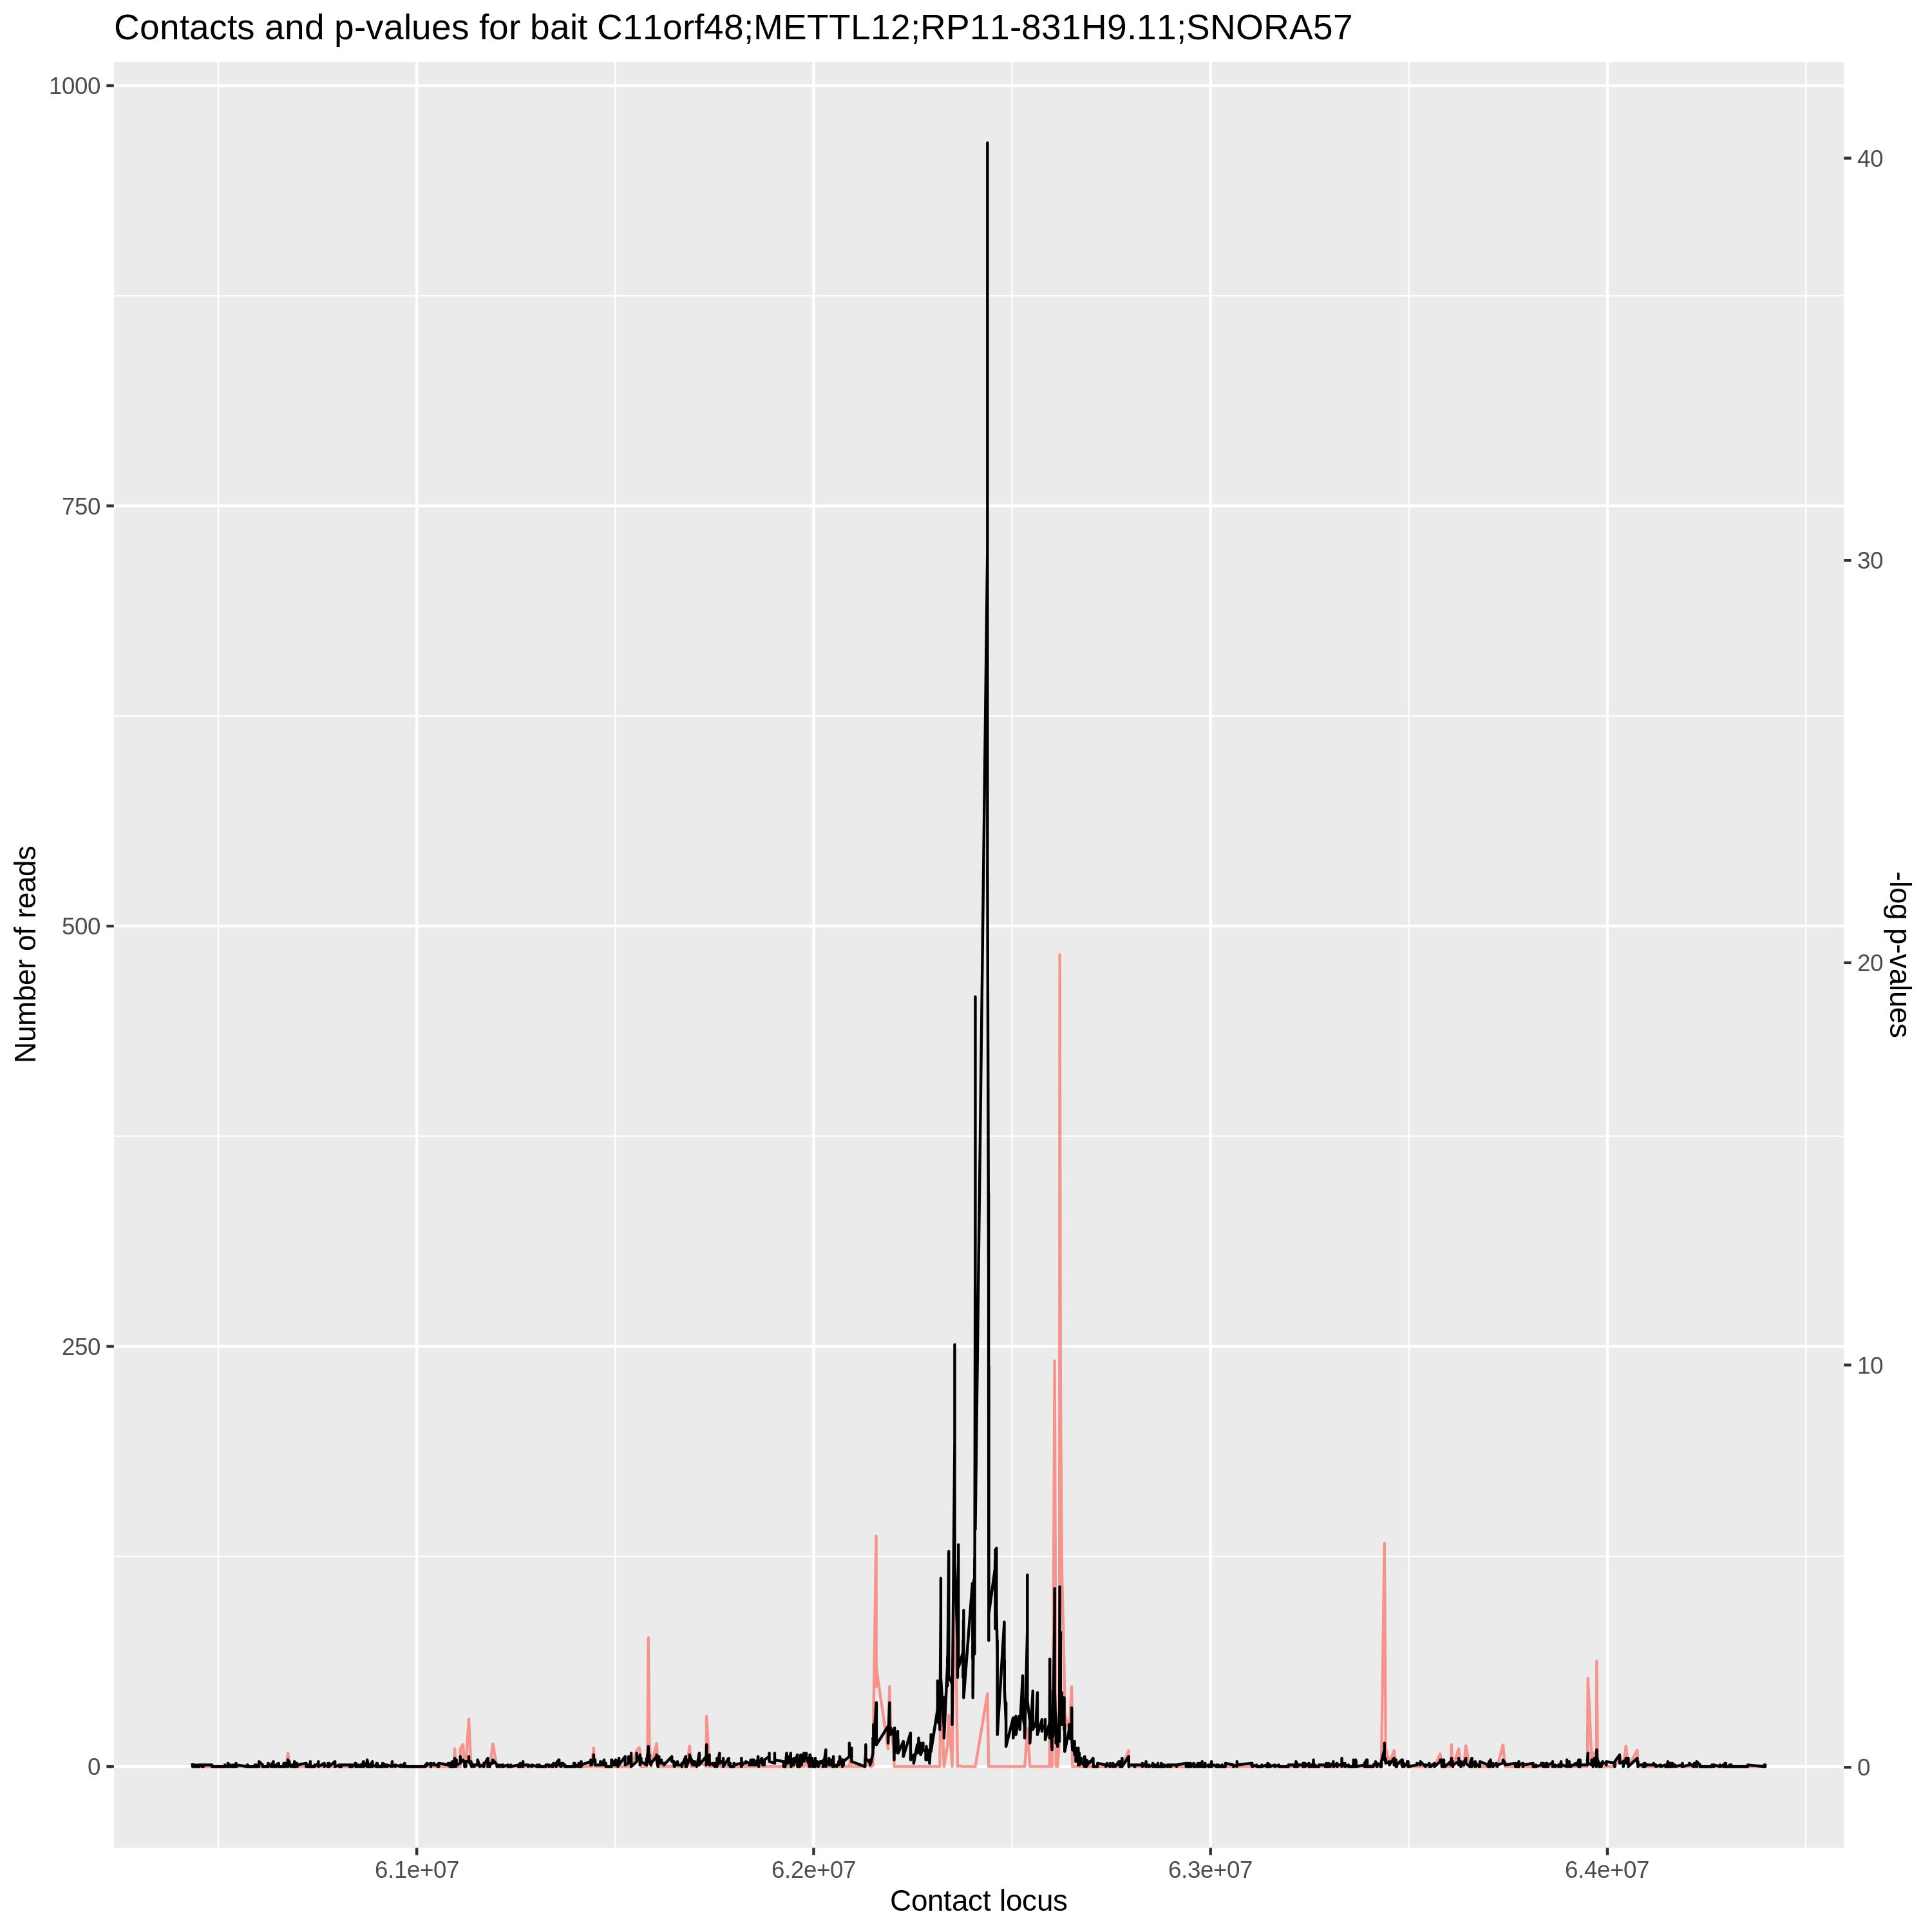 Contacts and p-values for bait C11orf48;METTL12;RP11-831H9.11;SNORA57
1000
750
500
250
0
Number of reads
40
30
20
10
0
-log p-values
6.1e+07
6.2e+07
6.3e+07
6.4e+07
Contact locus